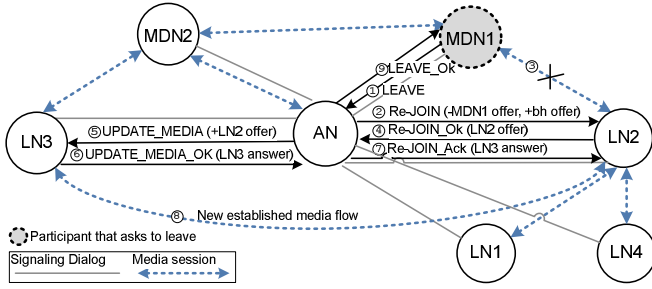 MDN2
MDN1
③
⑨LEAVE_Ok
①LEAVE
② Re-JOIN (-MDN1 offer, +bh offer)
AN
⑤UPDATE_MEDIA (+LN2 offer)
④ Re-JOIN_Ok (LN2 offer)
LN3
LN2
⑥ UPDATE_MEDIA_OK (LN3 answer)
⑦Re-JOIN_Ack (LN3 answer)
⑧ New established media flow
Participant that asks to leave
Signaling Dialog
Media session
LN1
LN4